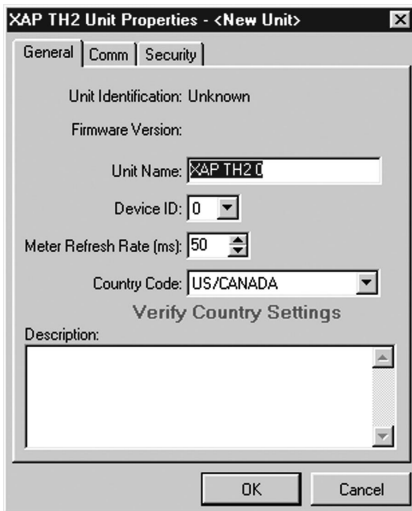 XAP TH2 Unit Properties - <New Unit>
General Comm Security
Unit Identification: Unknown
Firmware Version:
Unit Name: XAP TH2 0
Device ID: 0
Meter Refresh Rate (ms): 50
Country Code: US/CANADA
Verify Country Settings
Description:
OK Cancel